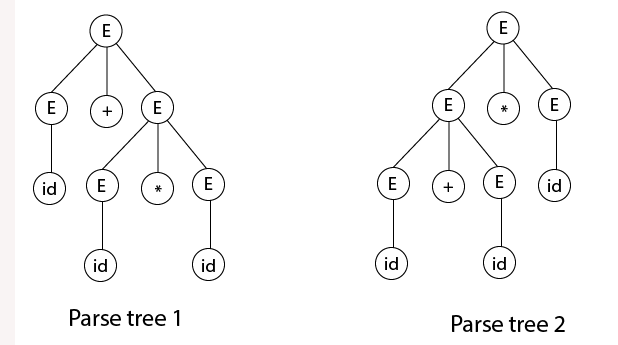 E E
E + E E * E
id E * E E + E id
id id id id
Parse tree 1 Parse tree 2